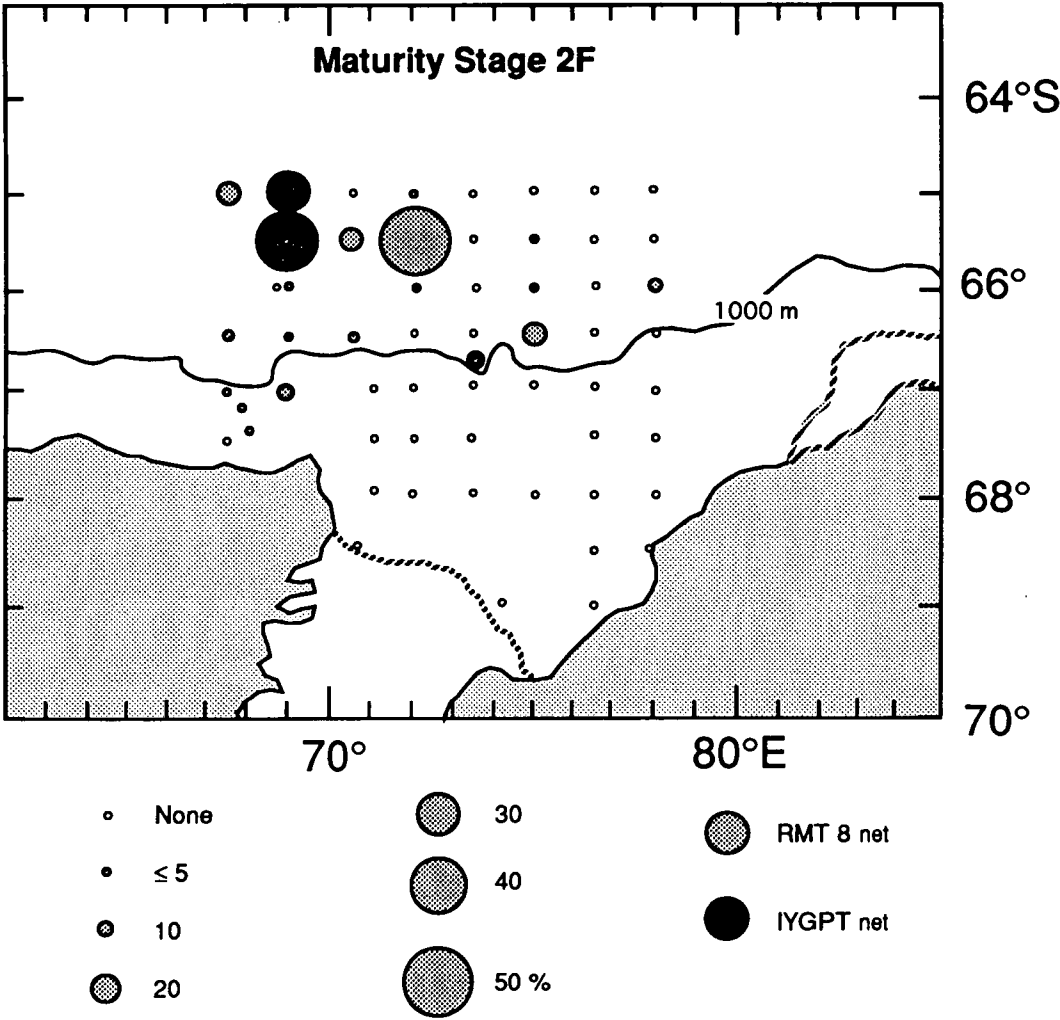 Maturity Stage 2F
64°S
66°
1000 m
68°
70°
70°
80°E
None
≤ 5
10
20
30
40
50 %
RMT 8 net
IYGPT net